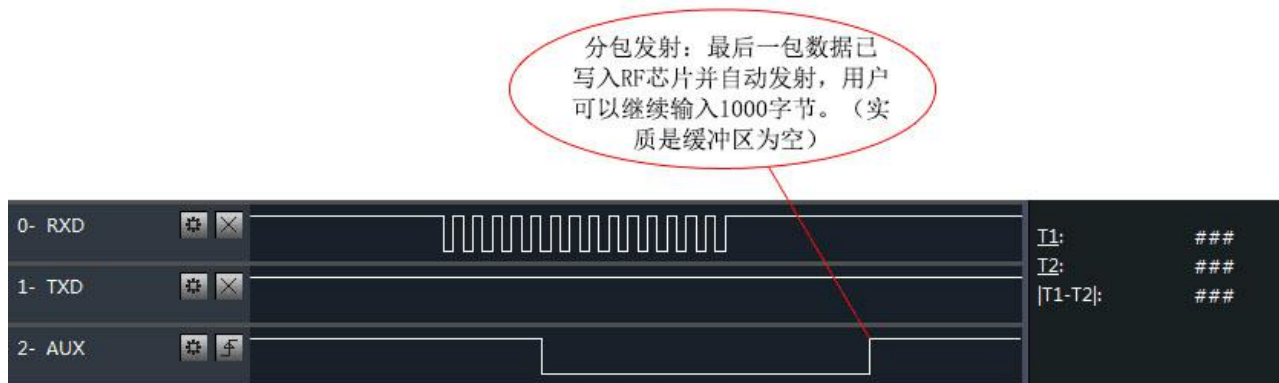 分包发射：最后一包数据已
写入RF芯片并自动发射，用户
可以继续输入1000字节。（实
质是缓冲区为空）
0- RXD
T1: ###
1- TXD
T2: ###
|T1-T2|: ###
2- AUX